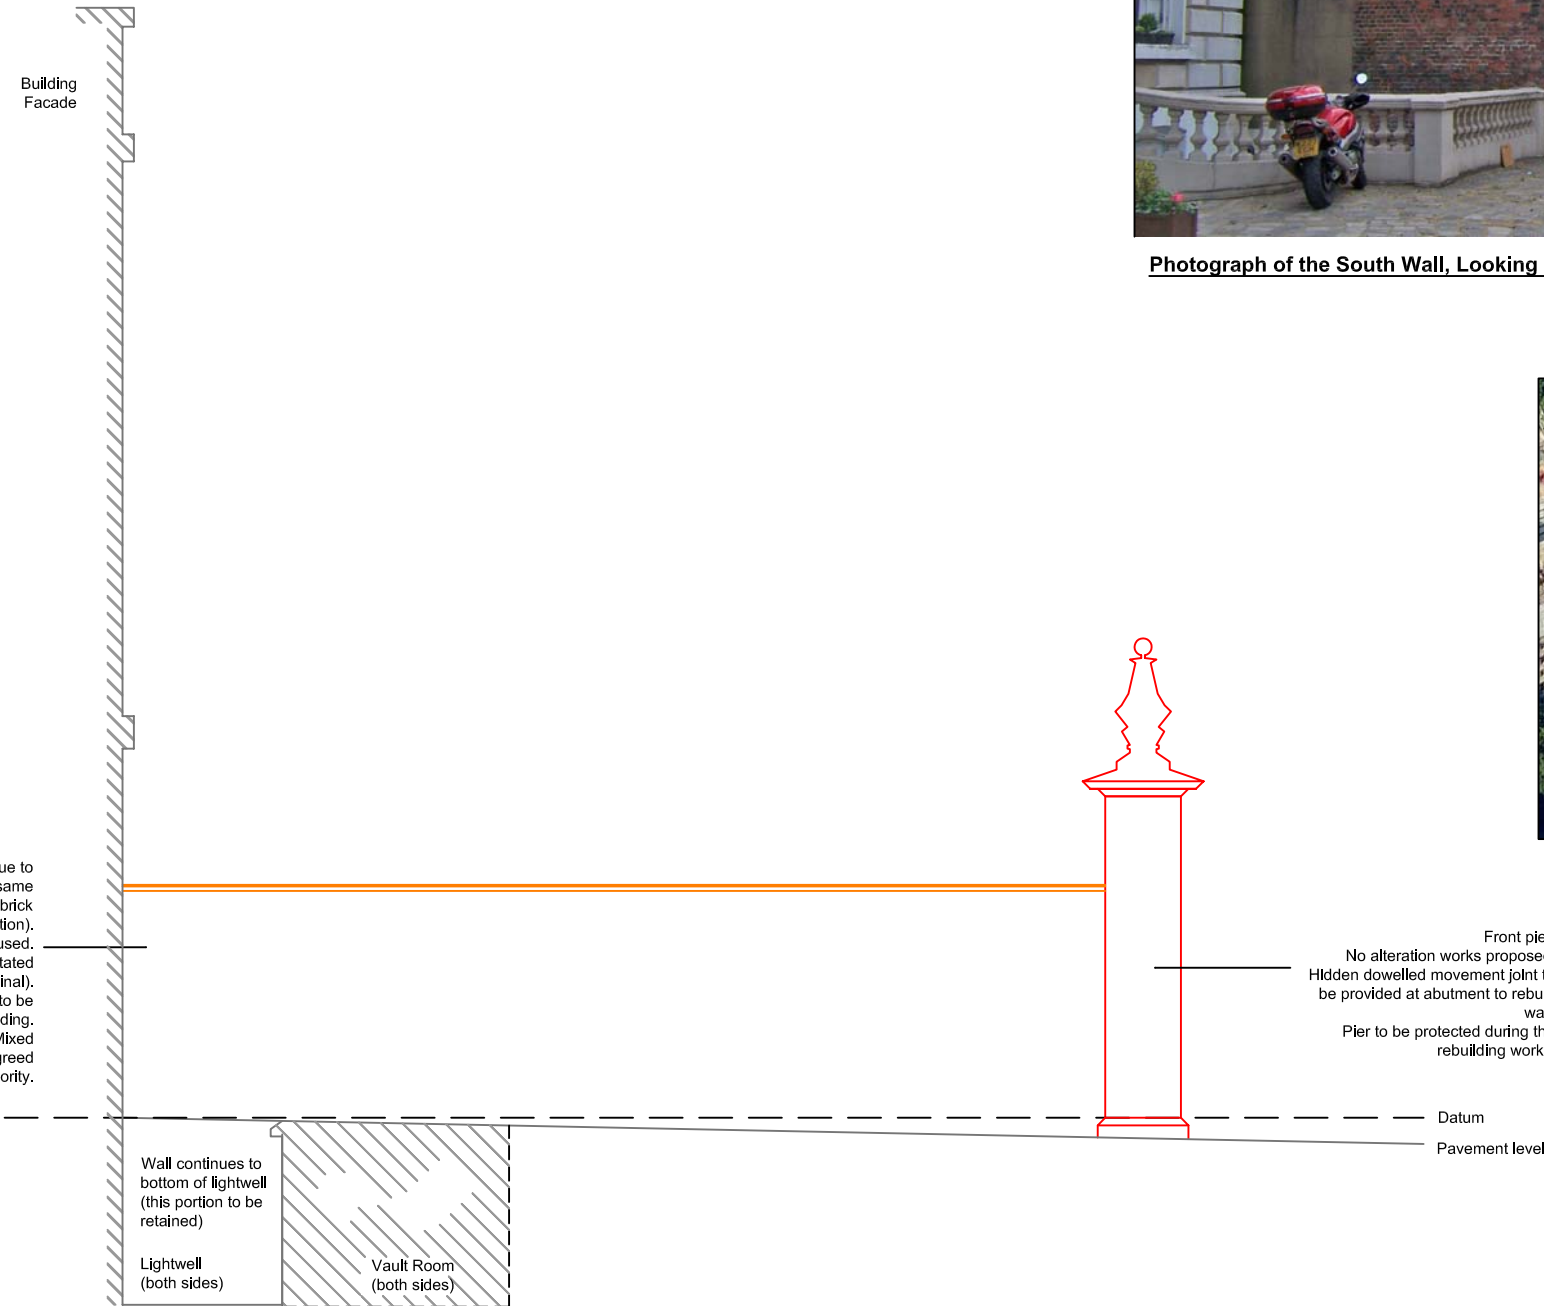 Building
Facade
Photograph of the South Wall, Looking
ue to
same
brick
tion).
used.
tated
inal).
to be
ding.
Mixed
greed
ority.
Front pie
No alteration works proposed
HIdden dowelled movement joint t
be provided at abutment to rebu
wa
Pier to be protected during th
rebuilding work
Datum
Pavement level
Wall continues to
bottom of lightwell
(this portion to be
retained)
Lightwell
(both sides)
Vault Room
(both sides)